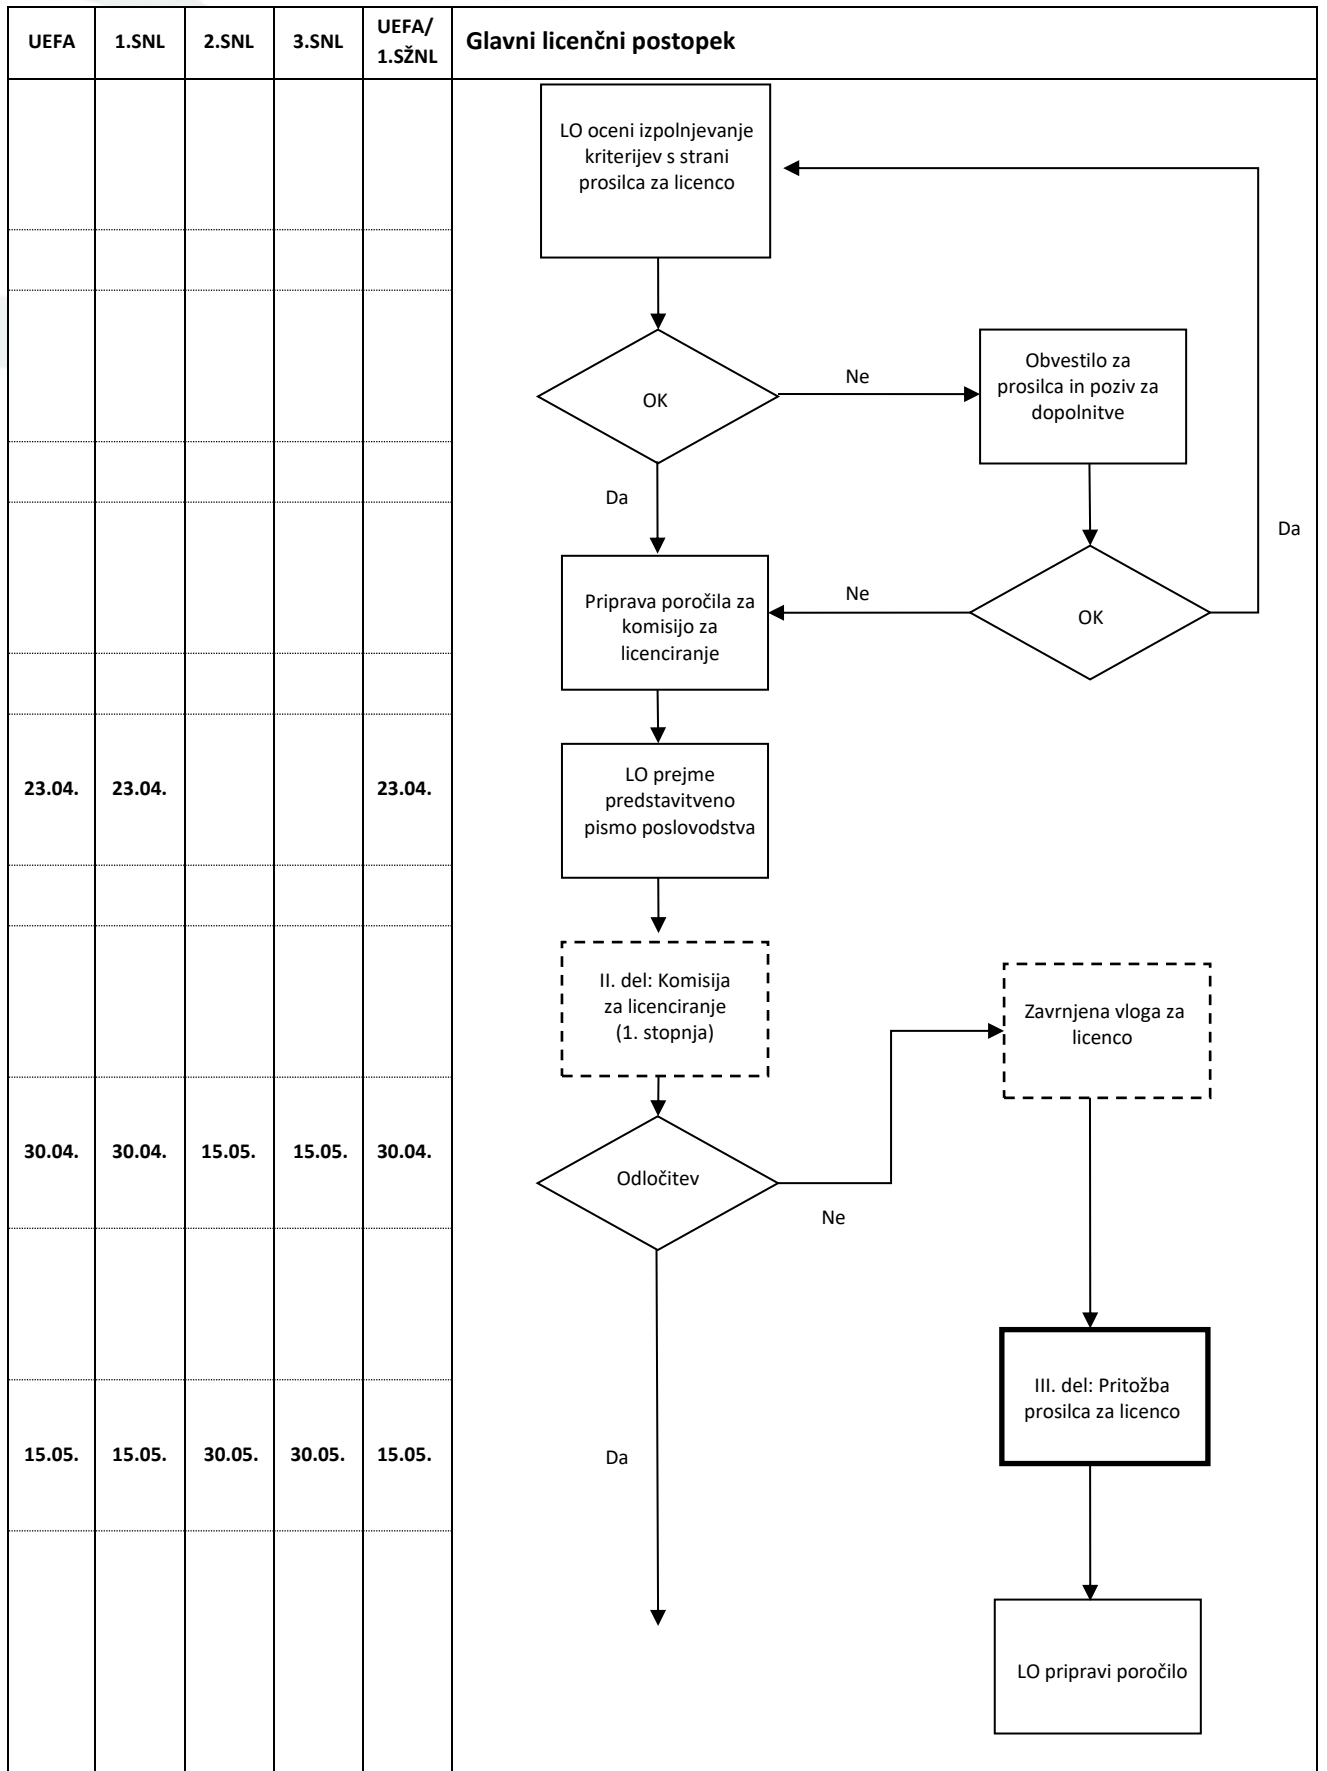 UEFA
1.SNL
2.SNL
3.SNL
UEFA/
1.SŽNL
Glavni licenčni postopek
LO oceni izpolnjevanje
kriterijev s strani
prosilca za licenco
OK
Ne
Obvestilo za
prosilca in poziv za
dopolnitve
Da
Da
Priprava poročila za
komisijo za
licenciranje
Ne
OK
23.04.
23.04.
23.04.
LO prejme
predstavitveno
pismo poslovodstva
II. del: Komisija
za licenciranje
(1. stopnja)
Zavrnjena vloga za
licenco
30.04.
30.04.
15.05.
15.05.
30.04.
Odločitev
Ne
III. del: Pritožba
prosilca za licenco
15.05.
15.05.
30.05.
30.05.
15.05.
Da
LO pripravi poročilo